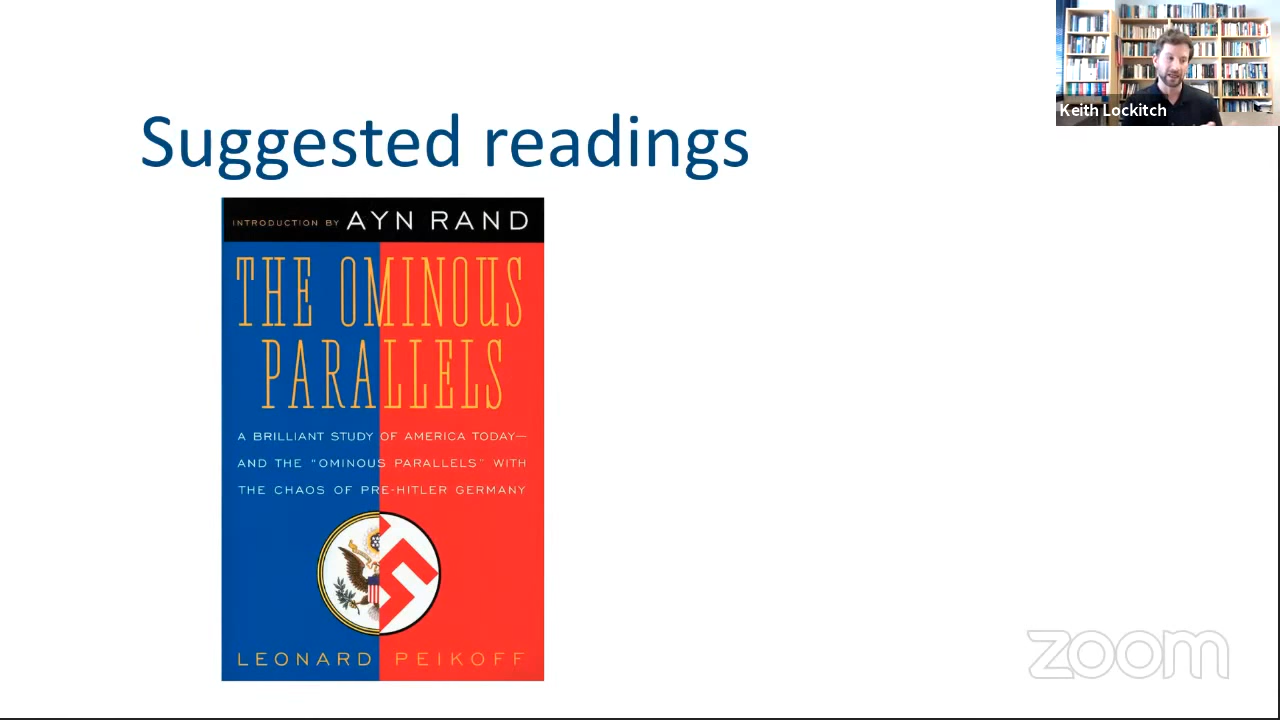 Keith Lockitch
Suggested readings
INTRODUCTION BY AYN RAND
THE OMINOUS
PARALLELS
A BRILLIANT STUDY OF AMERICA TODAY—
AND THE "OMINOUS PARALLELS" WITH
THE CHAOS OF PRE-HITLER GERMANY
LEONARD PEIKOFF
zoom